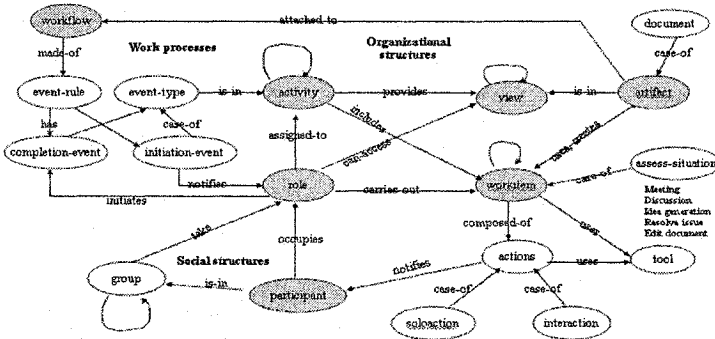 workflow
attached-to
document
made-of
Work processes
Organizational
structures
case-of
event-rule
event-type
is-in
activity
provides
view
is-in
artifact
has
case-of
assigned-to
includes
can-access
completion-event
initiation-event
assess-situation
case-of
notifies
role
carries-out
workitem
initiates
Meeting
Discussion
Idea generation
Resolve issue
Edit document
take
occupies
composed-of
uses
Social structures
notifies
actions
uses
tool
group
is-in
participant
case-of
case-of
soloaction
interaction